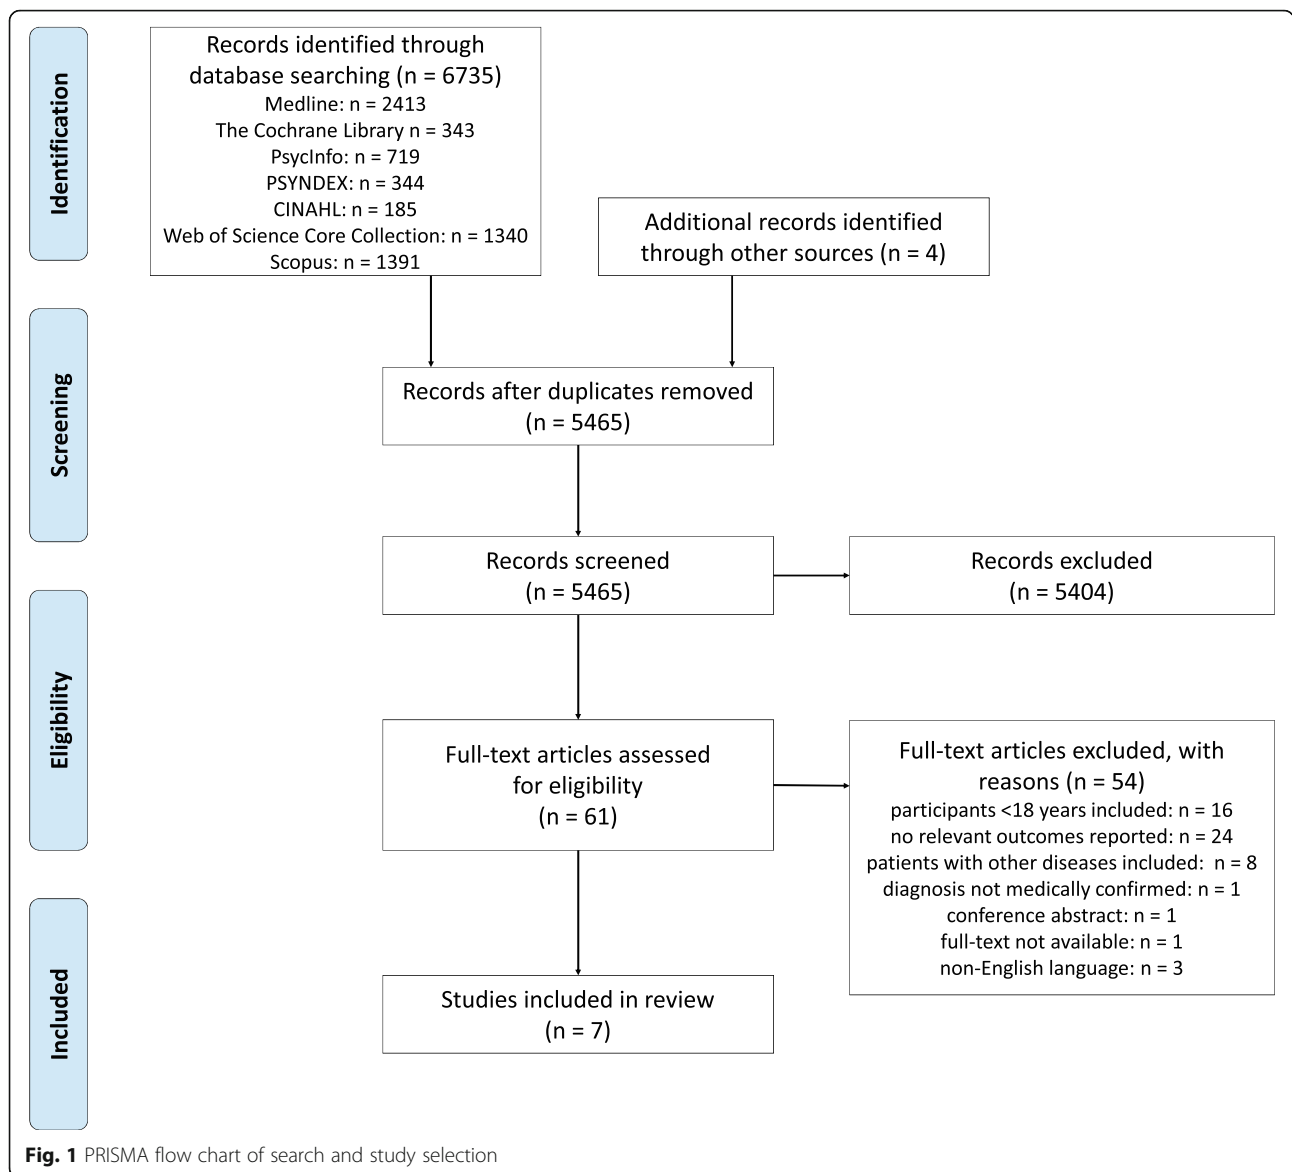 Identification
Records identified through
database searching (n = 6735)
Medline: n = 2413
The Cochrane Library n = 343
PsycInfo: n = 719
PSYNDEX: n = 344
CINAHL: n = 185
Web of Science Core Collection: n = 1340
Scopus: n = 1391
Additional records identified
through other sources (n = 4)
Screening
Records after duplicates removed
(n = 5465)
Records screened
(n = 5465)
Records excluded
(n = 5404)
Eligibility
Full-text articles assessed
for eligibility
(n = 61)
Full-text articles excluded, with
reasons (n = 54)
participants <18 years included: n = 16
no relevant outcomes reported: n = 24
patients with other diseases included:  n = 8
diagnosis not medically confirmed: n = 1
conference abstract: n = 1
full-text not available: n = 1
non-English language: n = 3
Included
Studies included in review
(n = 7)
Fig. 1 PRISMA flow chart of search and study selection